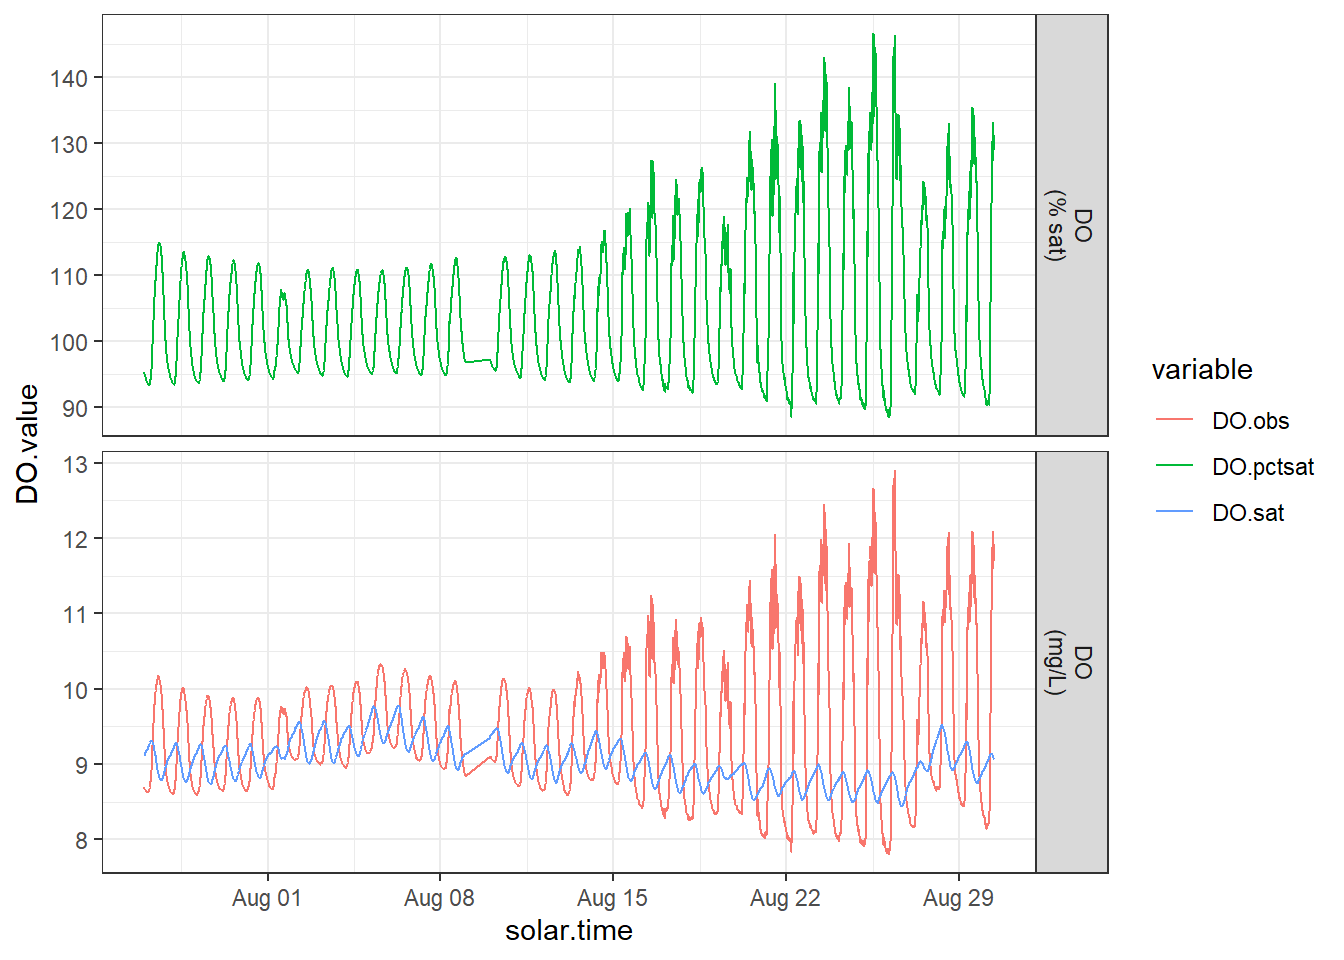 140
130
120
110
100
90
DO
(% sat)
DO.value
13
12
11
10
9
8
DO
(mg/L)
Aug 01
Aug 08
Aug 15
Aug 22
Aug 29
solar.time
variable
DO.obs
DO.pctsat
DO.sat